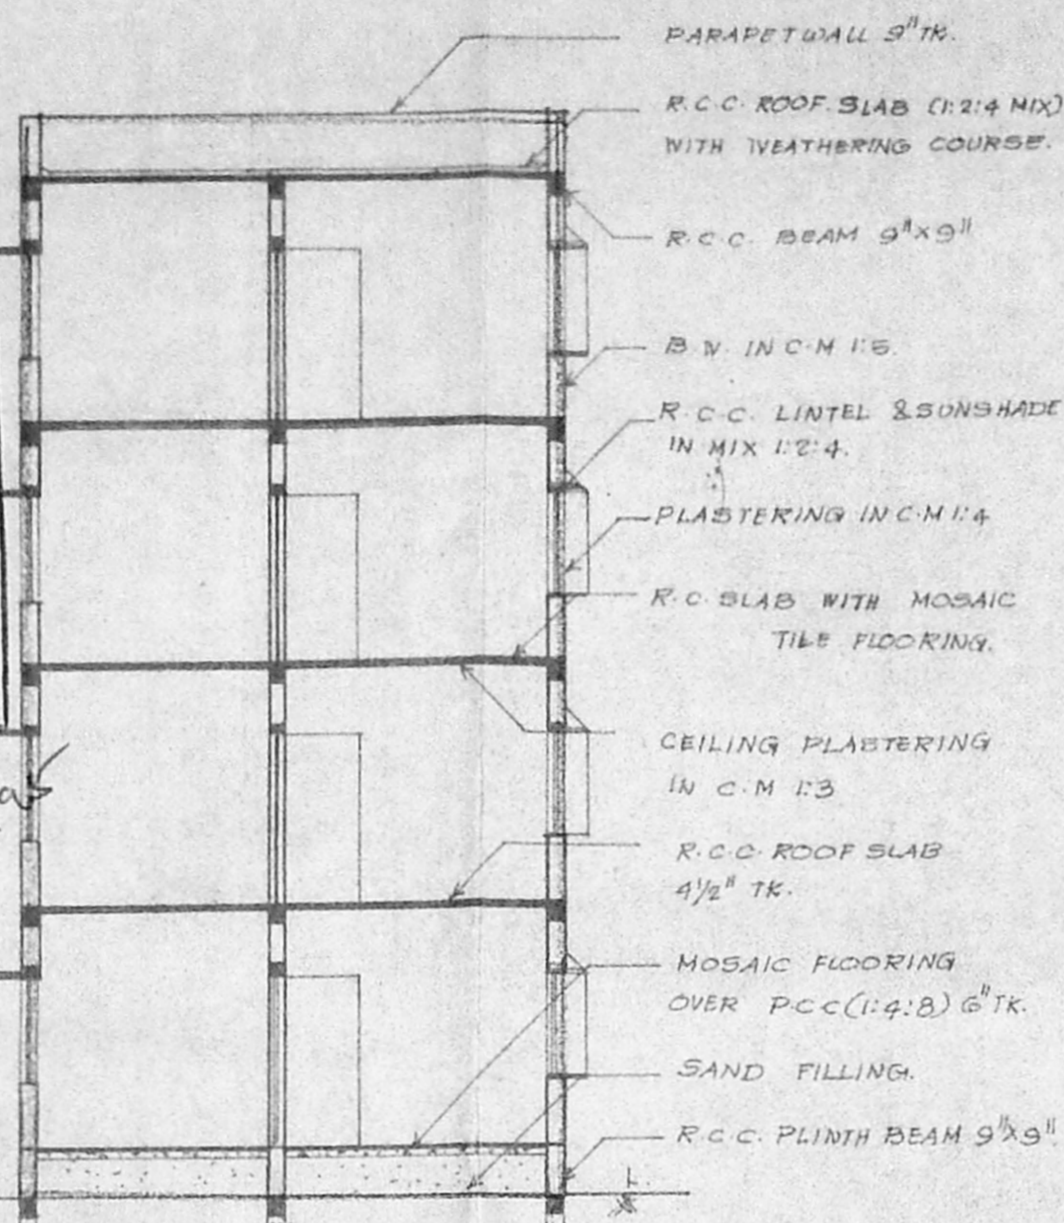 PARAPET WALL 9" TK.
R.C.C. ROOF SLAB (1:2:4 MIX)
WITH WEATHERING COURSE.
R.C.C. BEAM 9"X9"
B.W. IN C.M 1:5.
R.C.C. LINTEL & SUNSHADE
IN MIX 1:2:4.
PLASTERING IN C.M 1:4
R.C. SLAB WITH MOSAIC
TILE FLOORING.
CEILING PLASTERING
IN C.M 1:3
R.C.C. ROOF SLAB
4½" TK.
MOSAIC FLOORING
OVER P.C.C (1:4:8) 6" TK.
SAND FILLING.
R.C.C. PLINTH BEAM 9"X9"